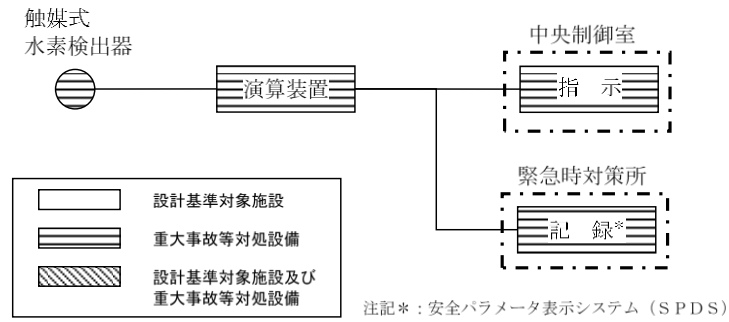 触媒式
水素検出器
中央制御室
演算装置
指　示
緊急時対策所
記　録*
設計基準対象施設
重大事故等対処設備
設計基準対象施設及び
重大事故等対処設備
注記＊：安全パラメータ表示システム（ＳＰＤＳ）